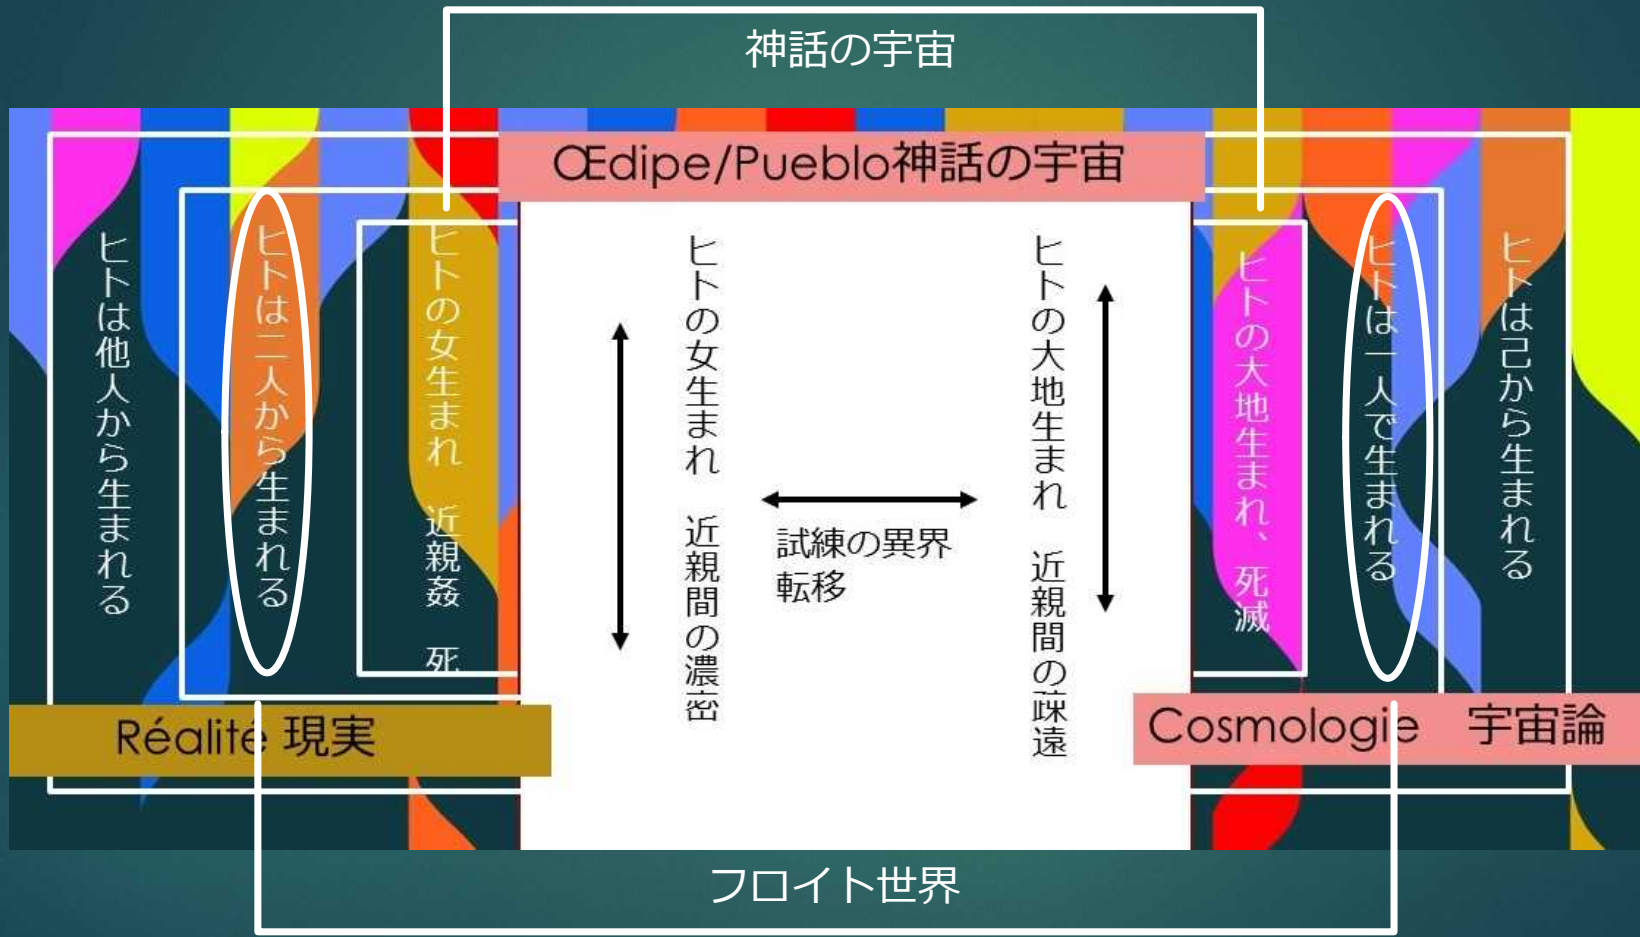 神話の宇宙
Œdipe/Pueblo神話の宇宙
ヒトは他人から生まれる
ヒトは二人から生まれる
ヒトの女生まれ 近親姦 死
ヒトの女生まれ 近親間の濃密
試練の異界
転移
ヒトの大地生まれ 近親間の疎遠
ヒトの大地生まれ、死滅
ヒトは一人で生まれる
ヒトは己から生まれる
Réalité 現実
Cosmologie 宇宙論
フロイト世界